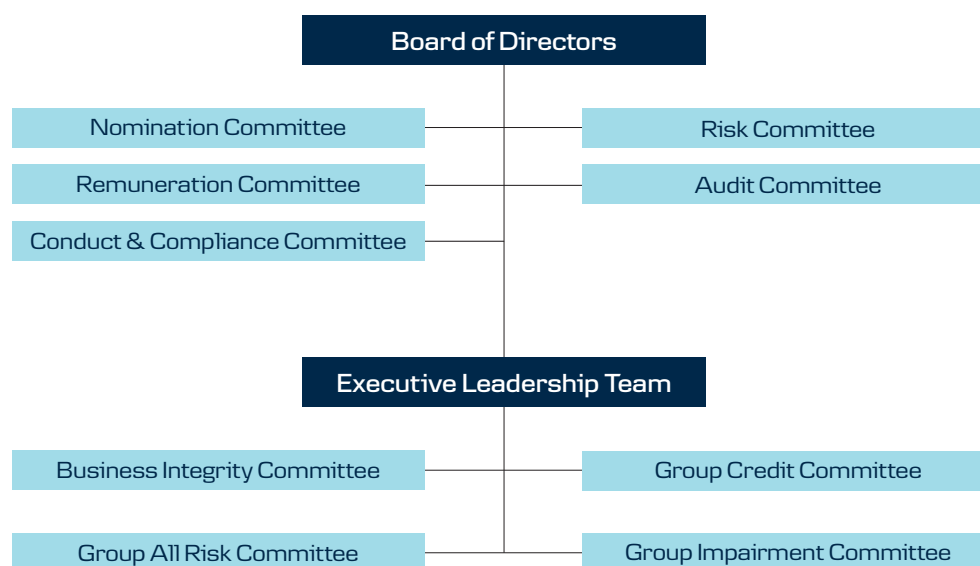 Board of Directors
Nomination Committee
Risk Committee
Remuneration Committee
Audit Committee
Conduct & Compliance Committee
Executive Leadership Team
Business Integrity Committee
Group Credit Committee
Group All Risk Committee
Group Impairment Committee